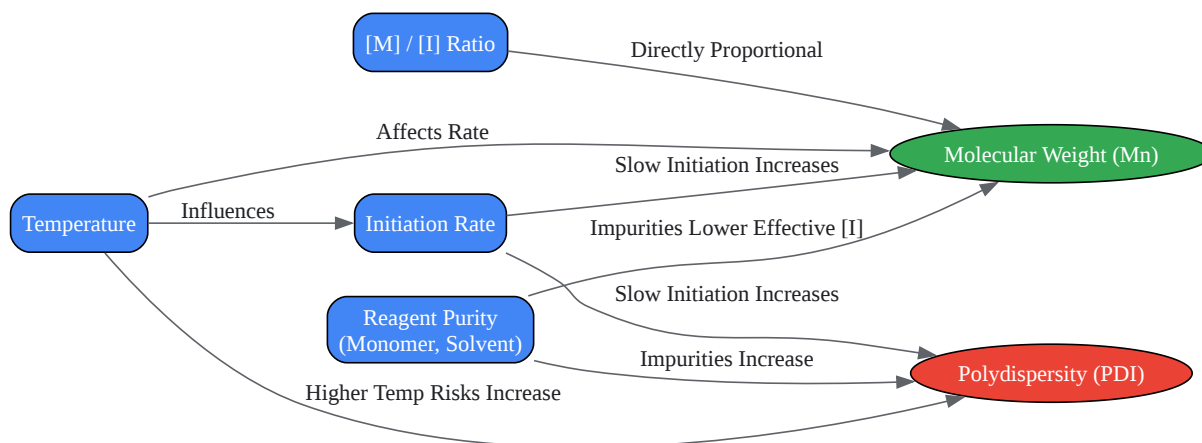 [M] / [I] Ratio
Directly Proportional
Affects Rate
Molecular Weight (Mn)
Slow Initiation Increases
Temperature
Influences
Initiation Rate
Impurities Lower Effective [I]
Slow Initiation Increases
Reagent Purity
(Monomer, Solvent)
Impurities Increase
Polydispersity (PDI)
Higher Temp Risks Increase